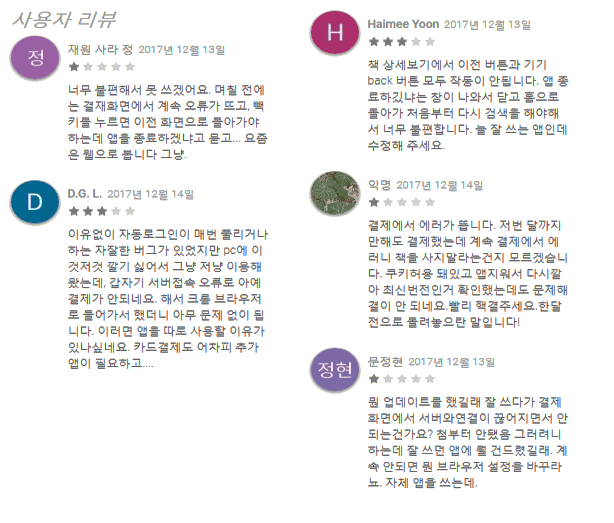 사용자 리뷰
정
재원 사라 정 2017년 12월 13일
너무 불편해서 못 쓰겠어요. 며칠 전에
는 결재화면에서 계속 오류가 뜨고, 빽
키를 누르면 이전 화면으로 돌아가야
하는데 앱을 종료하겠냐고 묻고... 요즘
은 웹으로 봅니다 그냥.
D
D.G. L. 2017년 12월 14일
이유없이 자동로그인이 매번 풀리거나
하는 자잘한 버그가 있었지만 pc에 이
것저것 깔기 싫어서 그냥 저냥 이용해
왔는데, 갑자기 서버접속 오류로 아예
결제가 안되네요. 해서 크롬 브라우저
로 들어가서 했더니 아무 문제 없이 됩
니다. 이러면 앱을 따로 사용할 이유가
있나싶네요. 카드결제도 어차피 추가
앱이 필요하고....
H
Haimee Yoon 2017년 12월 13일
책 상세보기에서 이전 버튼과 기기
back 버튼 모두 작동이 안됩니다. 앱 종
료하깄냐는 창이 나와서 닫고 홈으로
돌아가 처음부터 다시 검색을 해야해
서 너무 불편합니다. 늘 잘 쓰는 앱인데
수정해 주세요.
익명 2017년 12월 14일
결제에서 에러가 뜹니다. 저번 달까지
만해도 결제했는데 계속 결제에서 에
러니 책을 사지말라는건지 모르겠습니
다. 쿠키허용 돼있고 앱지워서 다시깔
아 최신버전인거 확인했는데도 문제해
결이 안 되네요.빨리 핵결주세요.한달
전으로 돌려놓으란 말입니다!
정현
문정현 2017년 12월 13일
뭔 업데이트를 했길래 잘 쓰다가 결제
화면에서 서버와연결이 끊어지면서 안
되는건가요? 첨부터 안됐음 그러려니
하는데 잘 쓰던 앱에 뭘 건드렸길래. 계
속 안되면 뭔 브라우저 설정을 바꾸라
뇨. 자체 앱을 쓰는데.